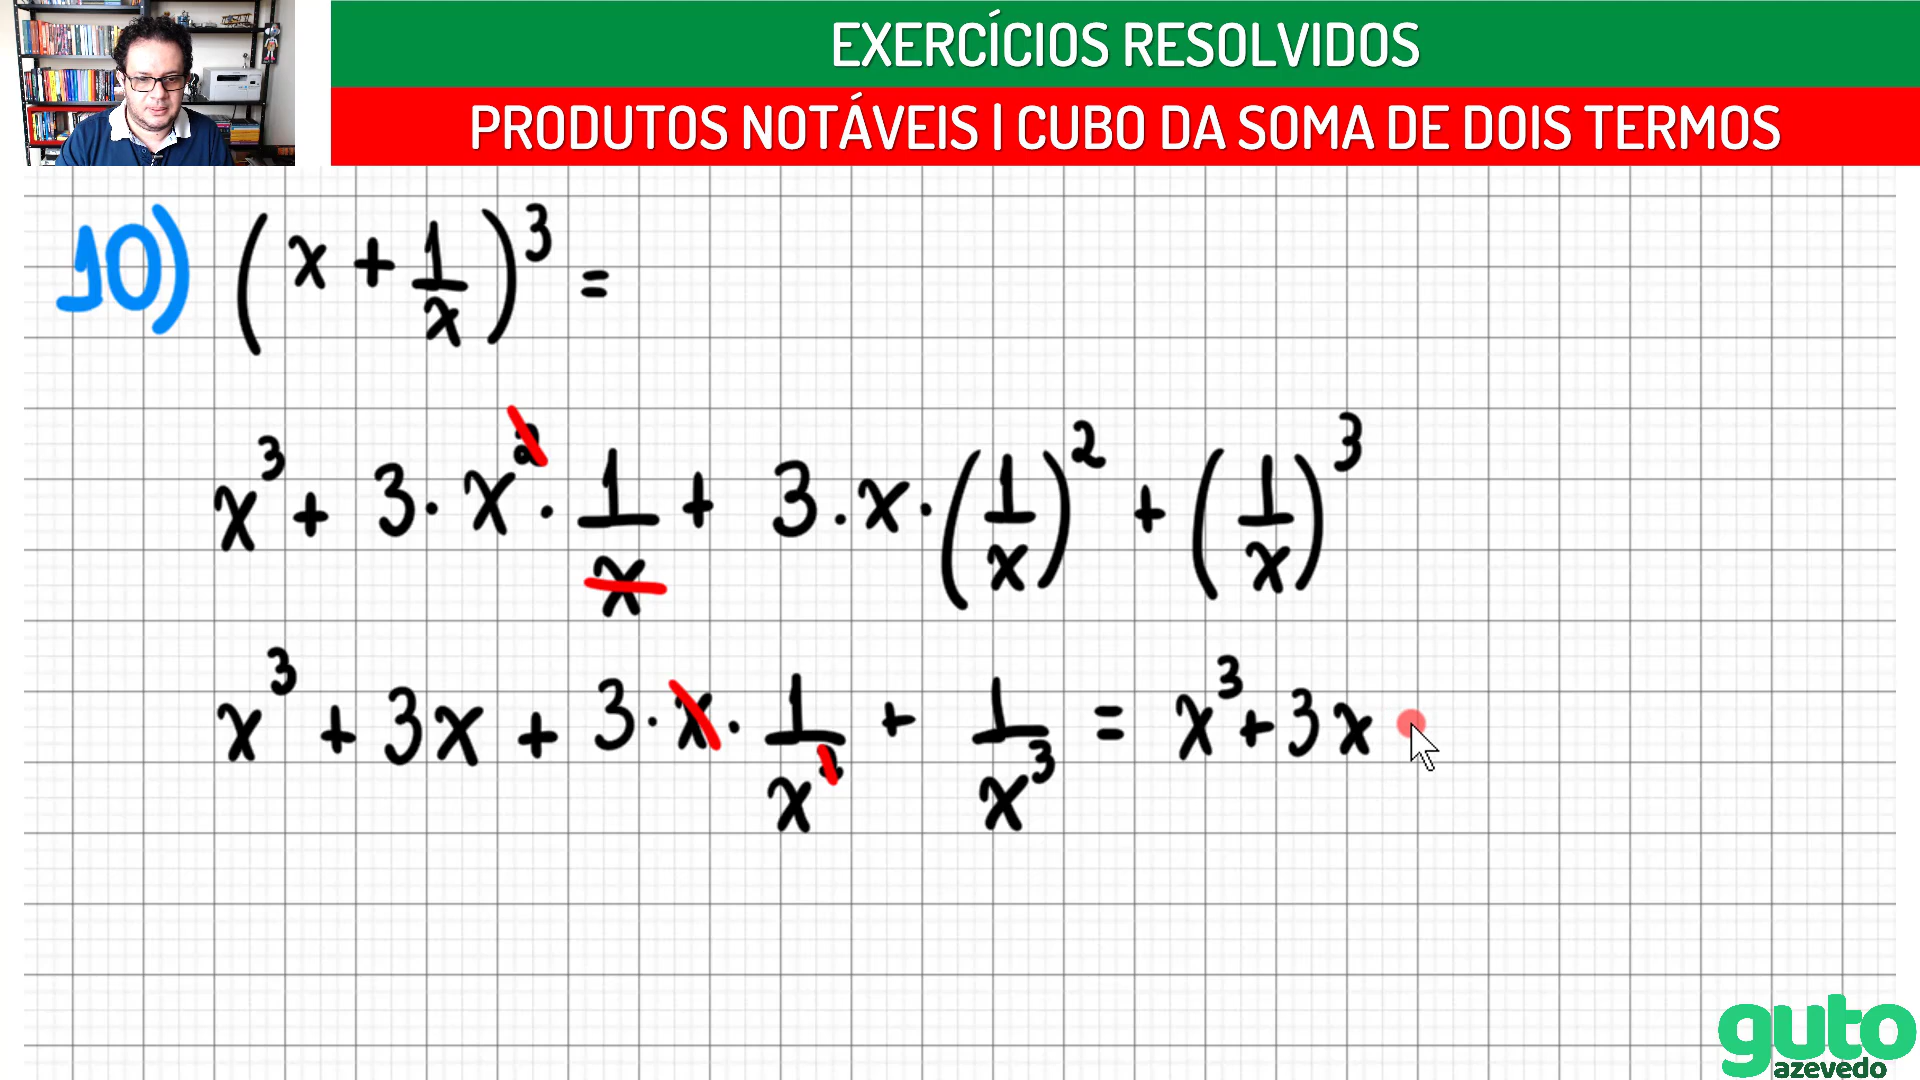 EXERCÍCIOS RESOLVIDOS
PRODUTOS NOTÁVEIS | CUBO DA SOMA DE DOIS TERMOS
10) (x + 1/x)³ =
x³ + 3·x²·1/x + 3·x·(1/x)² + (1/x)³
x³ + 3x + 3·x·1/x² + 1/x³ = x³ + 3x
guto
azevedo